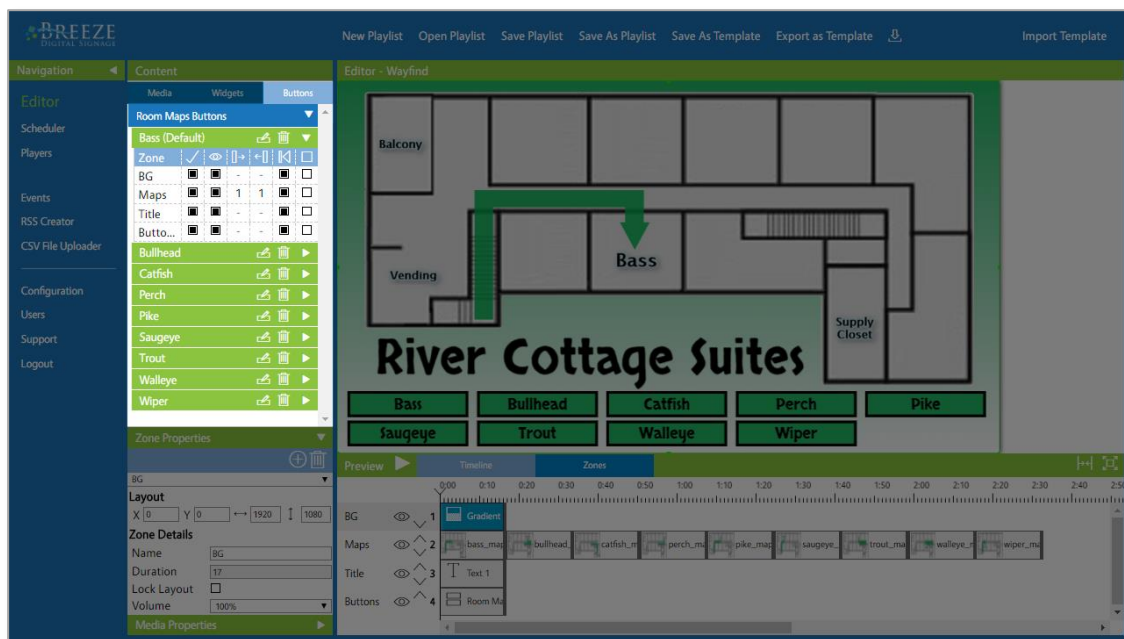 BREEZE
DIGITAL SIGNAGE
New Playlist Open Playlist Save Playlist Save As Playlist Save As Template Export as Template Import Template
Navigation
Editor
Scheduler
Players
Events
RSS Creator
CSV File Uploader
Configuration
Users
Support
Logout
Content
Media Widgets Buttons
Room Maps Buttons
Bass (Default)
Zone
BG - -
Maps 1 1
Title - -
Butto... - -
Bullhead
Catfish
Perch
Pike
Saugeye
Trout
Walleye
Wiper
Zone Properties
BG
Layout
X 0 Y 0 1920 1080
Zone Details
Name BG
Duration 17
Lock Layout
Volume 100%
Media Properties
Editor - Wayfind
Balcony
Bass
Vending
Supply
Closet
River Cottage Suites
Bass Bullhead Catfish Perch Pike
Saugeye Trout Walleye Wiper
Preview Timeline Zones
0:00 0:10 0:20 0:30 0:40 0:50 1:00 1:10 1:20 1:30 1:40 1:50 2:00 2:10 2:20 2:30 2:40 2:50
BG 1 Gradient
Maps 2 bass_map bullhead_ catfish_m perch_ma pike_map saugeye_ trout_ma walleye_m wiper_ma
Title 3 Text 1
Buttons 4 Room Ma